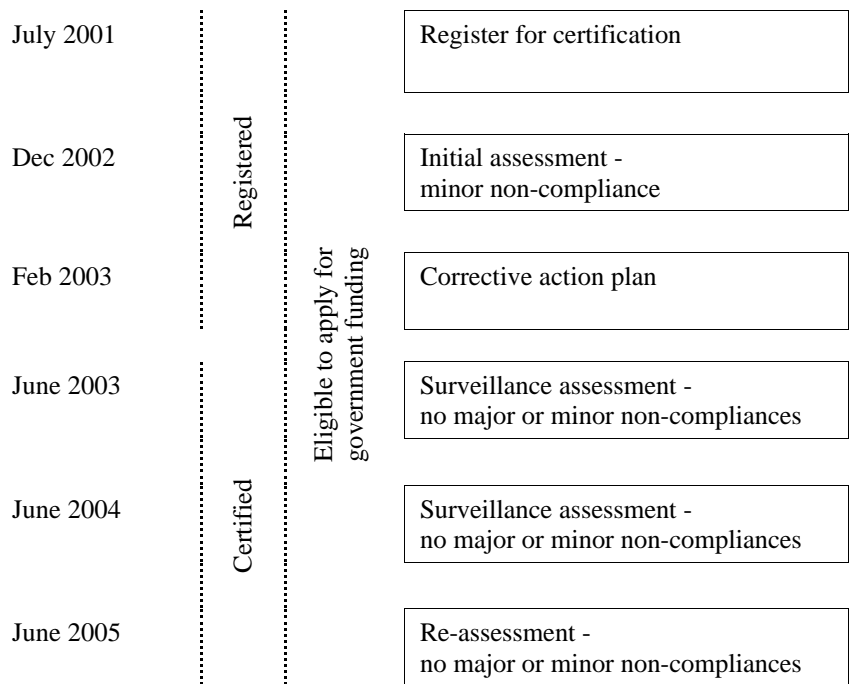 July 2001
Register for certification
Registered
Dec 2002
Initial assessment -
minor non-compliance
Feb 2003
Corrective action plan
Eligible to apply for
government funding
June 2003
Surveillance assessment -
no major or minor non-compliances
Certified
June 2004
Surveillance assessment -
no major or minor non-compliances
June 2005
Re-assessment -
no major or minor non-compliances